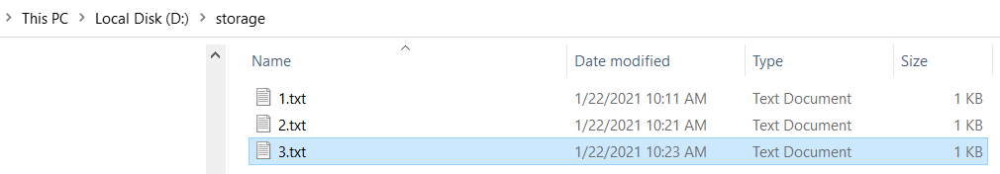 This PC Local Disk (D:) storage
Name Date modified Type Size
1.txt 1/22/2021 10:11 AM Text Document 1 KB
2.txt 1/22/2021 10:21 AM Text Document 1 KB
3.txt 1/22/2021 10:23 AM Text Document 1 KB